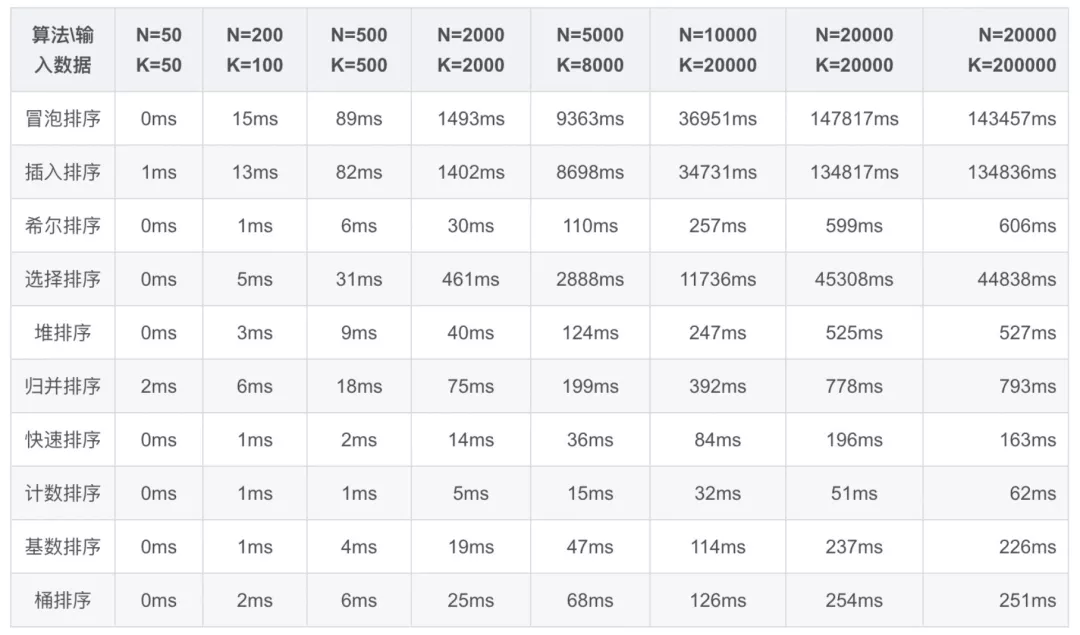 算法\输入数据 N=50 K=50 N=200 K=100 N=500 K=500 N=2000 K=2000 N=5000 K=8000 N=10000 K=20000 N=20000 K=20000 N=20000 K=200000
冒泡排序 0ms 15ms 89ms 1493ms 9363ms 36951ms 147817ms 143457ms
插入排序 1ms 13ms 82ms 1402ms 8698ms 34731ms 134817ms 134836ms
希尔排序 0ms 1ms 6ms 30ms 110ms 257ms 599ms 606ms
选择排序 0ms 5ms 31ms 461ms 2888ms 11736ms 45308ms 44838ms
堆排序 0ms 3ms 9ms 40ms 124ms 247ms 525ms 527ms
归并排序 2ms 6ms 18ms 75ms 199ms 392ms 778ms 793ms
快速排序 0ms 1ms 2ms 14ms 36ms 84ms 196ms 163ms
计数排序 0ms 1ms 1ms 5ms 15ms 32ms 51ms 62ms
基数排序 0ms 1ms 4ms 19ms 47ms 114ms 237ms 226ms
桶排序 0ms 2ms 6ms 25ms 68ms 126ms 254ms 251ms